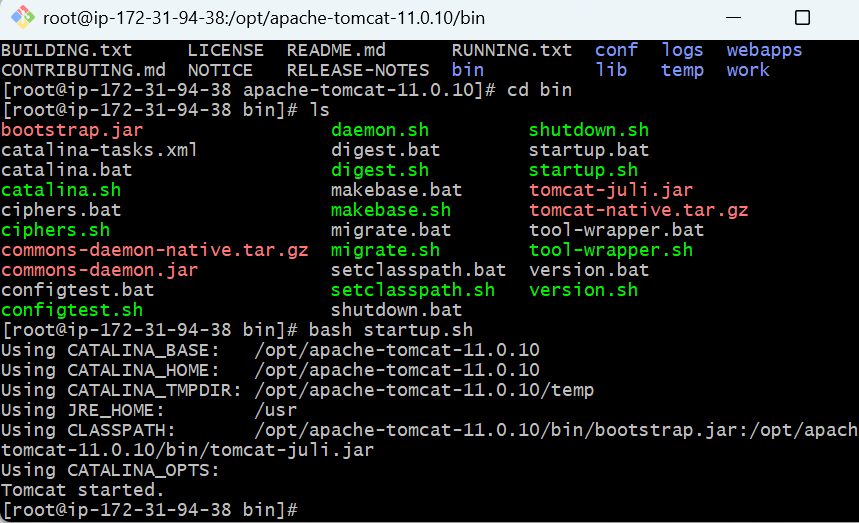 root@ip-172-31-94-38:/opt/apache-tomcat-11.0.10/bin
BUILDING.txt     LICENSE  README.md      RUNNING.txt  conf  logs  webapps
CONTRIBUTING.md  NOTICE   RELEASE-NOTES  bin          lib   temp  work
[root@ip-172-31-94-38 apache-tomcat-11.0.10]# cd bin
[root@ip-172-31-94-38 bin]# ls
bootstrap.jar                 daemon.sh         shutdown.sh
catalina-tasks.xml            digest.bat        startup.bat
catalina.bat                  digest.sh         startup.sh
catalina.sh                   makebase.bat      tomcat-juli.jar
ciphers.bat                   makebase.sh       tomcat-native.tar.gz
ciphers.sh                    migrate.bat       tool-wrapper.bat
commons-daemon-native.tar.gz  migrate.sh        tool-wrapper.sh
commons-daemon.jar            setclasspath.bat  version.bat
configtest.bat                setclasspath.sh   version.sh
configtest.sh                 shutdown.bat
[root@ip-172-31-94-38 bin]# bash startup.sh
Using CATALINA_BASE:   /opt/apache-tomcat-11.0.10
Using CATALINA_HOME:   /opt/apache-tomcat-11.0.10
Using CATALINA_TMPDIR: /opt/apache-tomcat-11.0.10/temp
Using JRE_HOME:        /usr
Using CLASSPATH:       /opt/apache-tomcat-11.0.10/bin/bootstrap.jar:/opt/apach
tomcat-11.0.10/bin/tomcat-juli.jar
Using CATALINA_OPTS:
Tomcat started.
[root@ip-172-31-94-38 bin]#